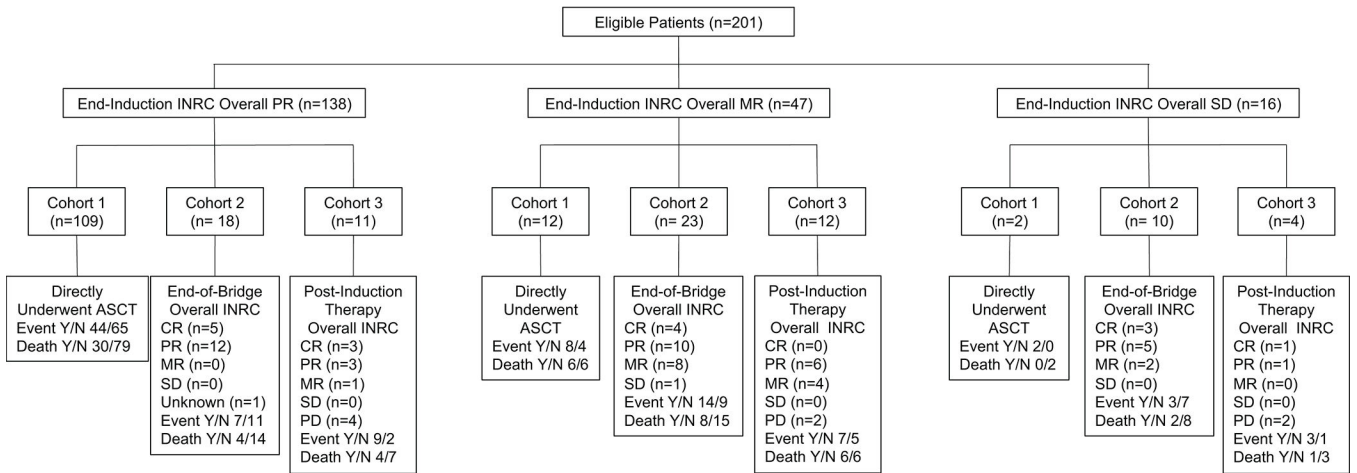 Eligible Patients (n=201)
End-Induction INRC Overall PR (n=138)
End-Induction INRC Overall MR (n=47)
End-Induction INRC Overall SD (n=16)
Cohort 1
(n=109)
Cohort 2
(n= 18)
Cohort 3
(n=11)
Cohort 1
(n=12)
Cohort 2
(n= 23)
Cohort 3
(n=12)
Cohort 1
(n=2)
Cohort 2
(n= 10)
Cohort 3
(n=4)
Directly
Underwent ASCT
Event Y/N 44/65
Death Y/N 30/79
End-of-Bridge
Overall INRC
CR (n=5)
PR (n=12)
MR (n=0)
SD (n=0)
Unknown (n=1)
Event Y/N 7/11
Death Y/N 4/14
Post-Induction
Therapy
Overall INRC
CR (n=3)
PR (n=3)
MR (n=1)
SD (n=0)
PD (n=4)
Event Y/N 9/2
Death Y/N 4/7
Directly
Underwent
ASCT
Event Y/N 8/4
Death Y/N 6/6
End-of-Bridge
Overall INRC
CR (n=4)
PR (n=10)
MR (n=8)
SD (n=1)
Event Y/N 14/9
Death Y/N 8/15
Post-Induction
Therapy
Overall INRC
CR (n=0)
PR (n=6)
MR (n=4)
SD (n=0)
PD (n=2)
Event Y/N 7/5
Death Y/N 6/6
Directly
Underwent
ASCT
Event Y/N 2/0
Death Y/N 0/2
End-of-Bridge
Overall INRC
CR (n=3)
PR (n=5)
MR (n=2)
SD (n=0)
Event Y/N 3/7
Death Y/N 2/8
Post-Induction
Therapy
Overall INRC
CR (n=1)
PR (n=1)
MR (n=0)
SD (n=0)
PD (n=2)
Event Y/N 3/1
Death Y/N 1/3